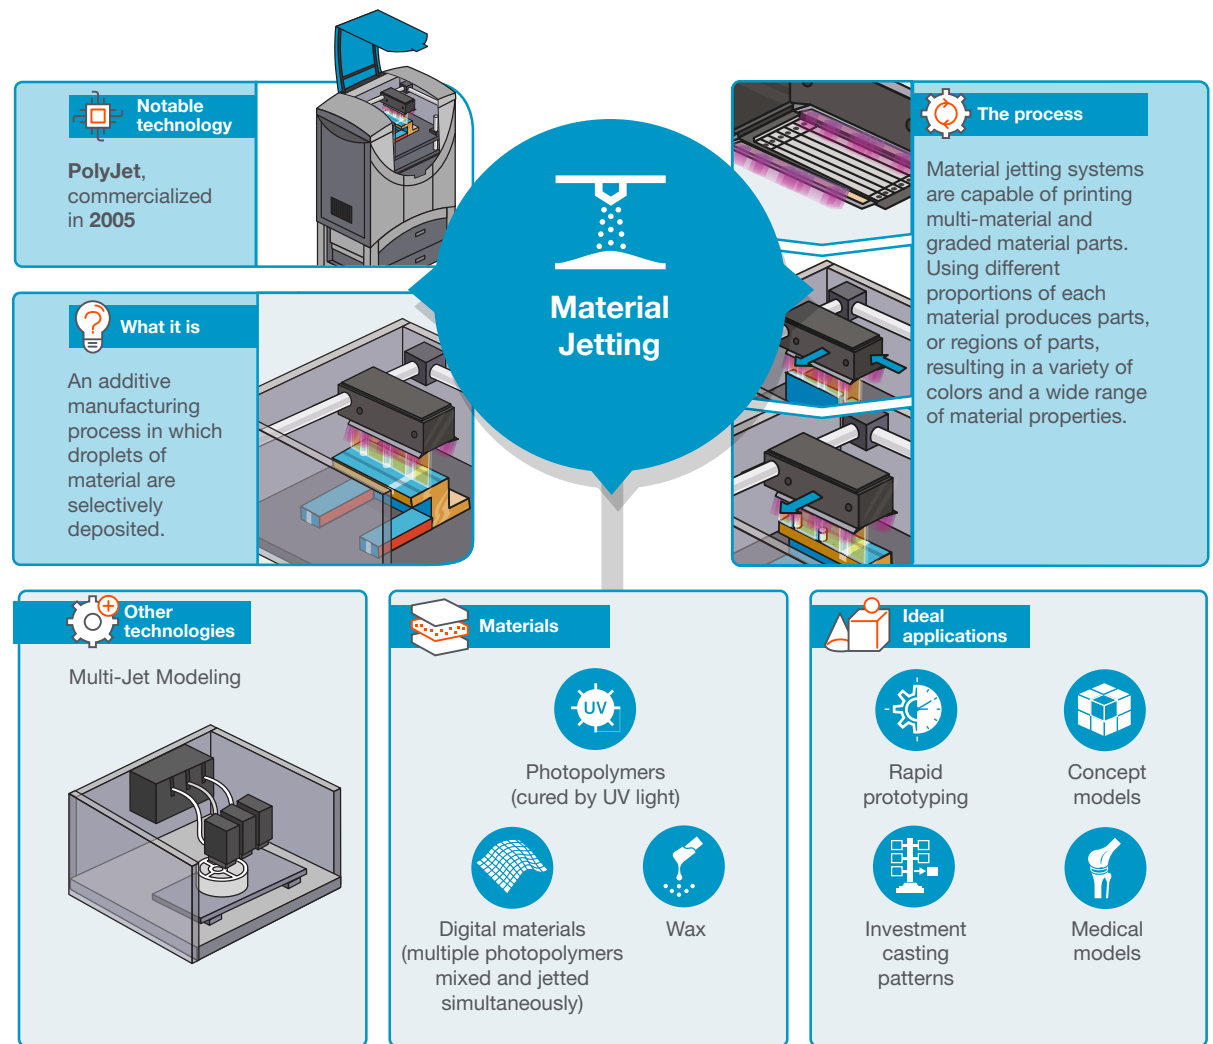 Notable
technology
PolyJet,
commercialized
in 2005
What it is
An additive
manufacturing
process in which
droplets of
material are
selectively
deposited.
Material
Jetting
The process
Material jetting systems
are capable of printing
multi-material and
graded material parts.
Using different
proportions of each
material produces parts,
or regions of parts,
resulting in a variety of
colors and a wide range
of material properties.
Other
technologies
Multi-Jet Modeling
Materials
UV
Photopolymers
(cured by UV light)
Digital materials
(multiple photopolymers
mixed and jetted
simultaneously)
Wax
Ideal
applications
Rapid
prototyping
Concept
models
Investment
casting
patterns
Medical
models